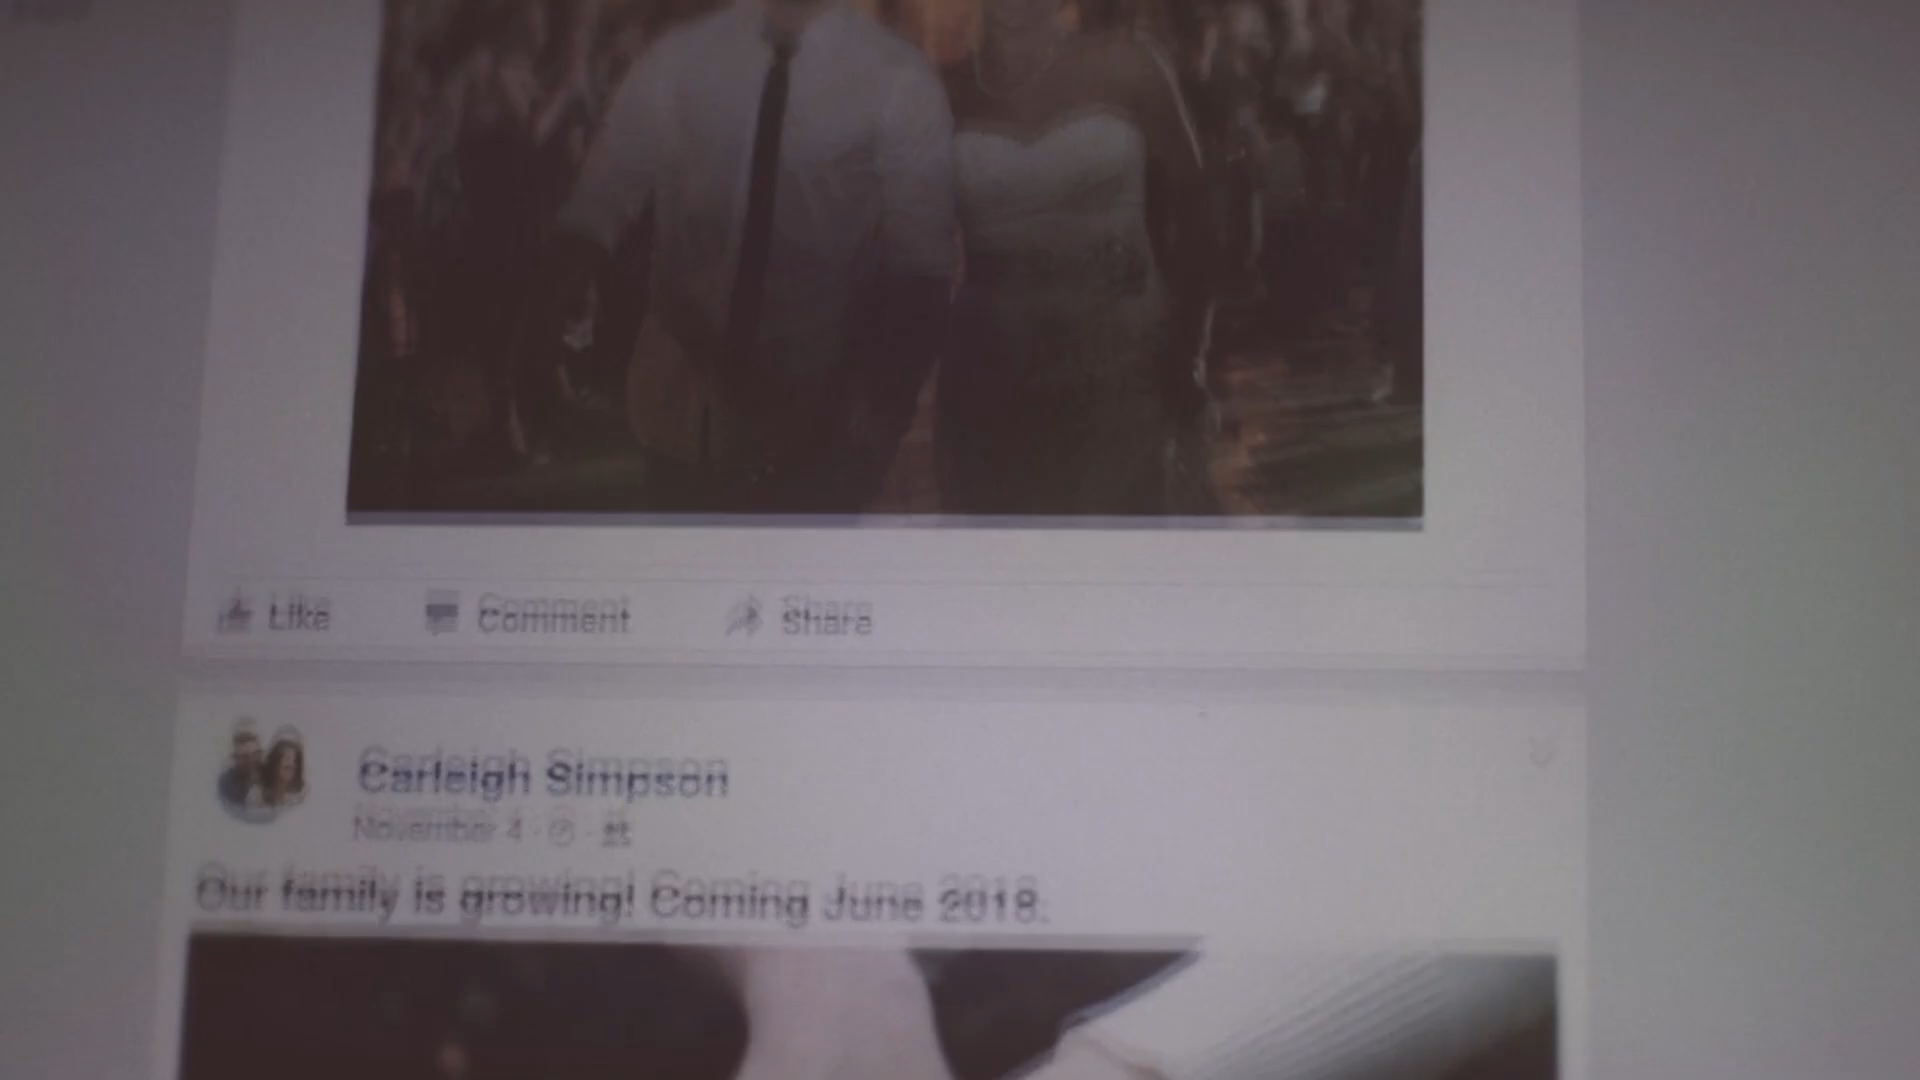 Like Comment Share
Carleigh Simpson
November 4
Our family is growing! Coming June 2018.